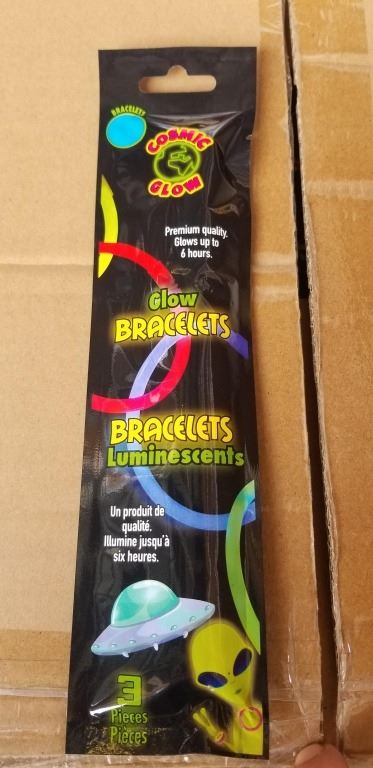 BRACELETS
COSMIC
GLOW
Premium quality.
Glows up to
6 hours.
Glow
BRACELETS
BRACELETS
Luminescents
Un produit de
qualité.
Illumine jusqu'à
six heures.
3
Pieces
Pièces